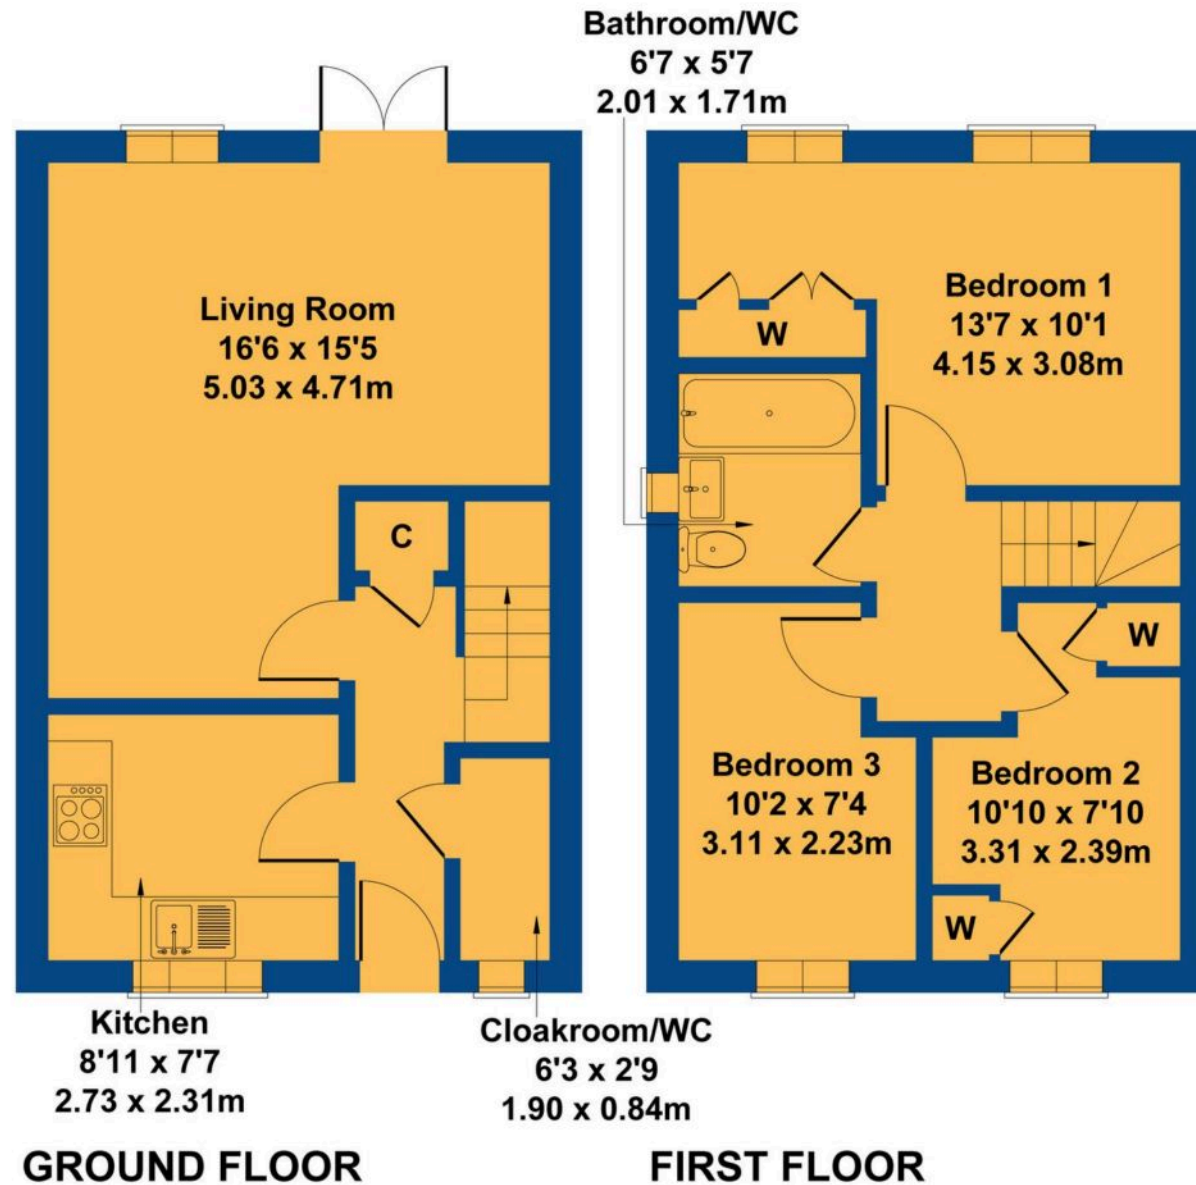 Bathroom/WC
6'7 x 5'7
2.01 x 1.71m
Living Room
16'6 x 15'5
5.03 x 4.71m
C
Kitchen
8'11 x 7'7
2.73 x 2.31m
Cloakroom/WC
6'3 x 2'9
1.90 x 0.84m
GROUND FLOOR
Bedroom 1
13'7 x 10'1
4.15 x 3.08m
W
W
Bedroom 3
10'2 x 7'4
3.11 x 2.23m
Bedroom 2
10'10 x 7'10
3.31 x 2.39m
W
FIRST FLOOR